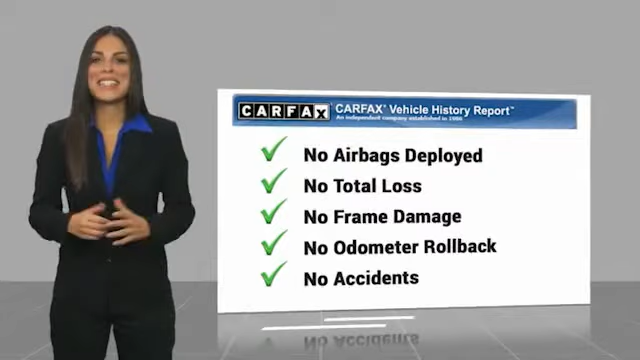 CARFAX CARFAX® Vehicle History Report™
An independent company established in 1986
No Airbags Deployed
No Total Loss
No Frame Damage
No Odometer Rollback
No Accidents